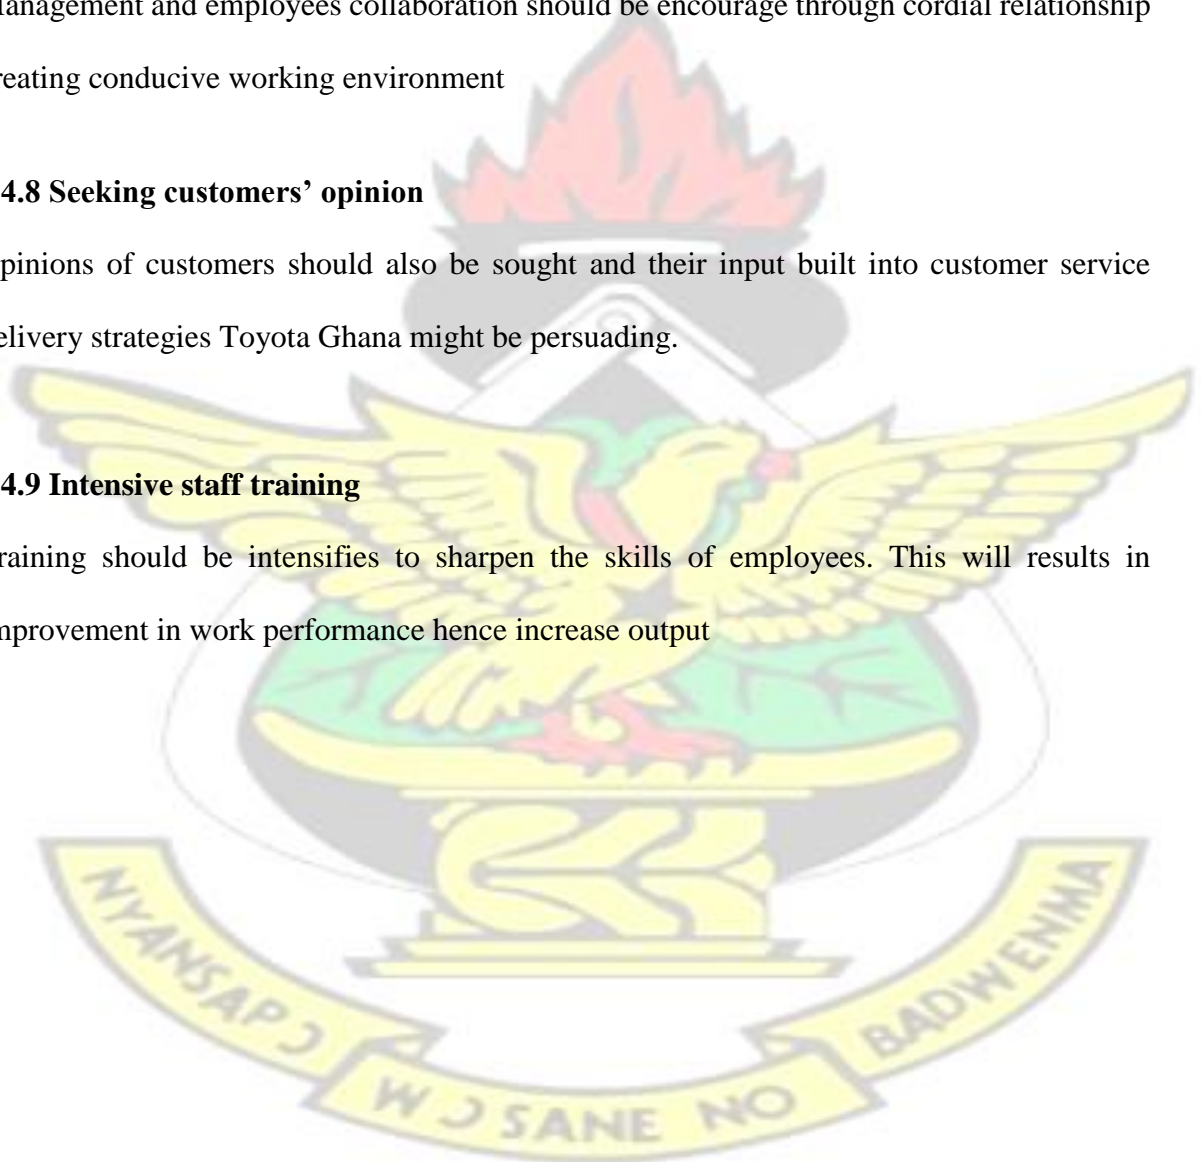 anagement and employees collaboration should be encourage through cordial relationship
reating conducive working environment
4.8 Seeking customers’ opinion
pinions of customers should also be sought and their input built into customer service
elivery strategies Toyota Ghana might be persuading.
4.9 Intensive staff training
raining should be intensifies to sharpen the skills of employees. This will results in
mprovement in work performance hence increase output
NYANSAPƆ
WƆSANE NO
BADWENMA